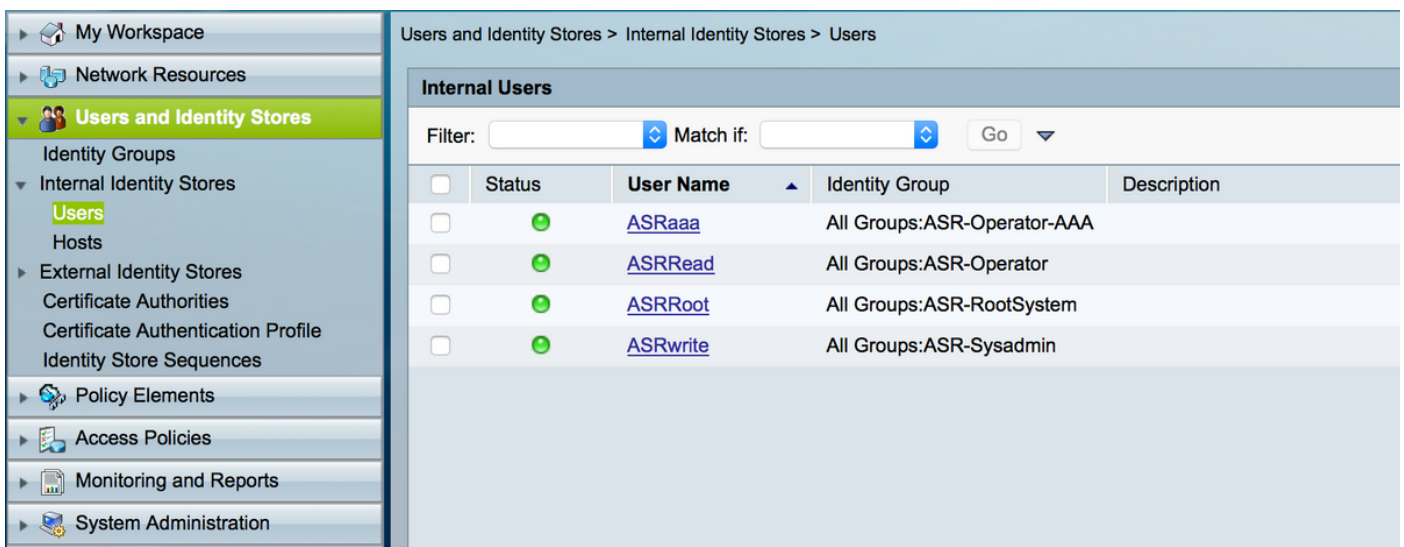 My Workspace
Network Resources
Users and Identity Stores
Identity Groups
Internal Identity Stores
Users
Hosts
External Identity Stores
Certificate Authorities
Certificate Authentication Profile
Identity Store Sequences
Policy Elements
Access Policies
Monitoring and Reports
System Administration
Users and Identity Stores > Internal Identity Stores > Users
Internal Users
Filter: Match if: Go
Status User Name Identity Group Description
ASRaaa All Groups:ASR-Operator-AAA
ASRRead All Groups:ASR-Operator
ASRRoot All Groups:ASR-RootSystem
ASRwrite All Groups:ASR-Sysadmin